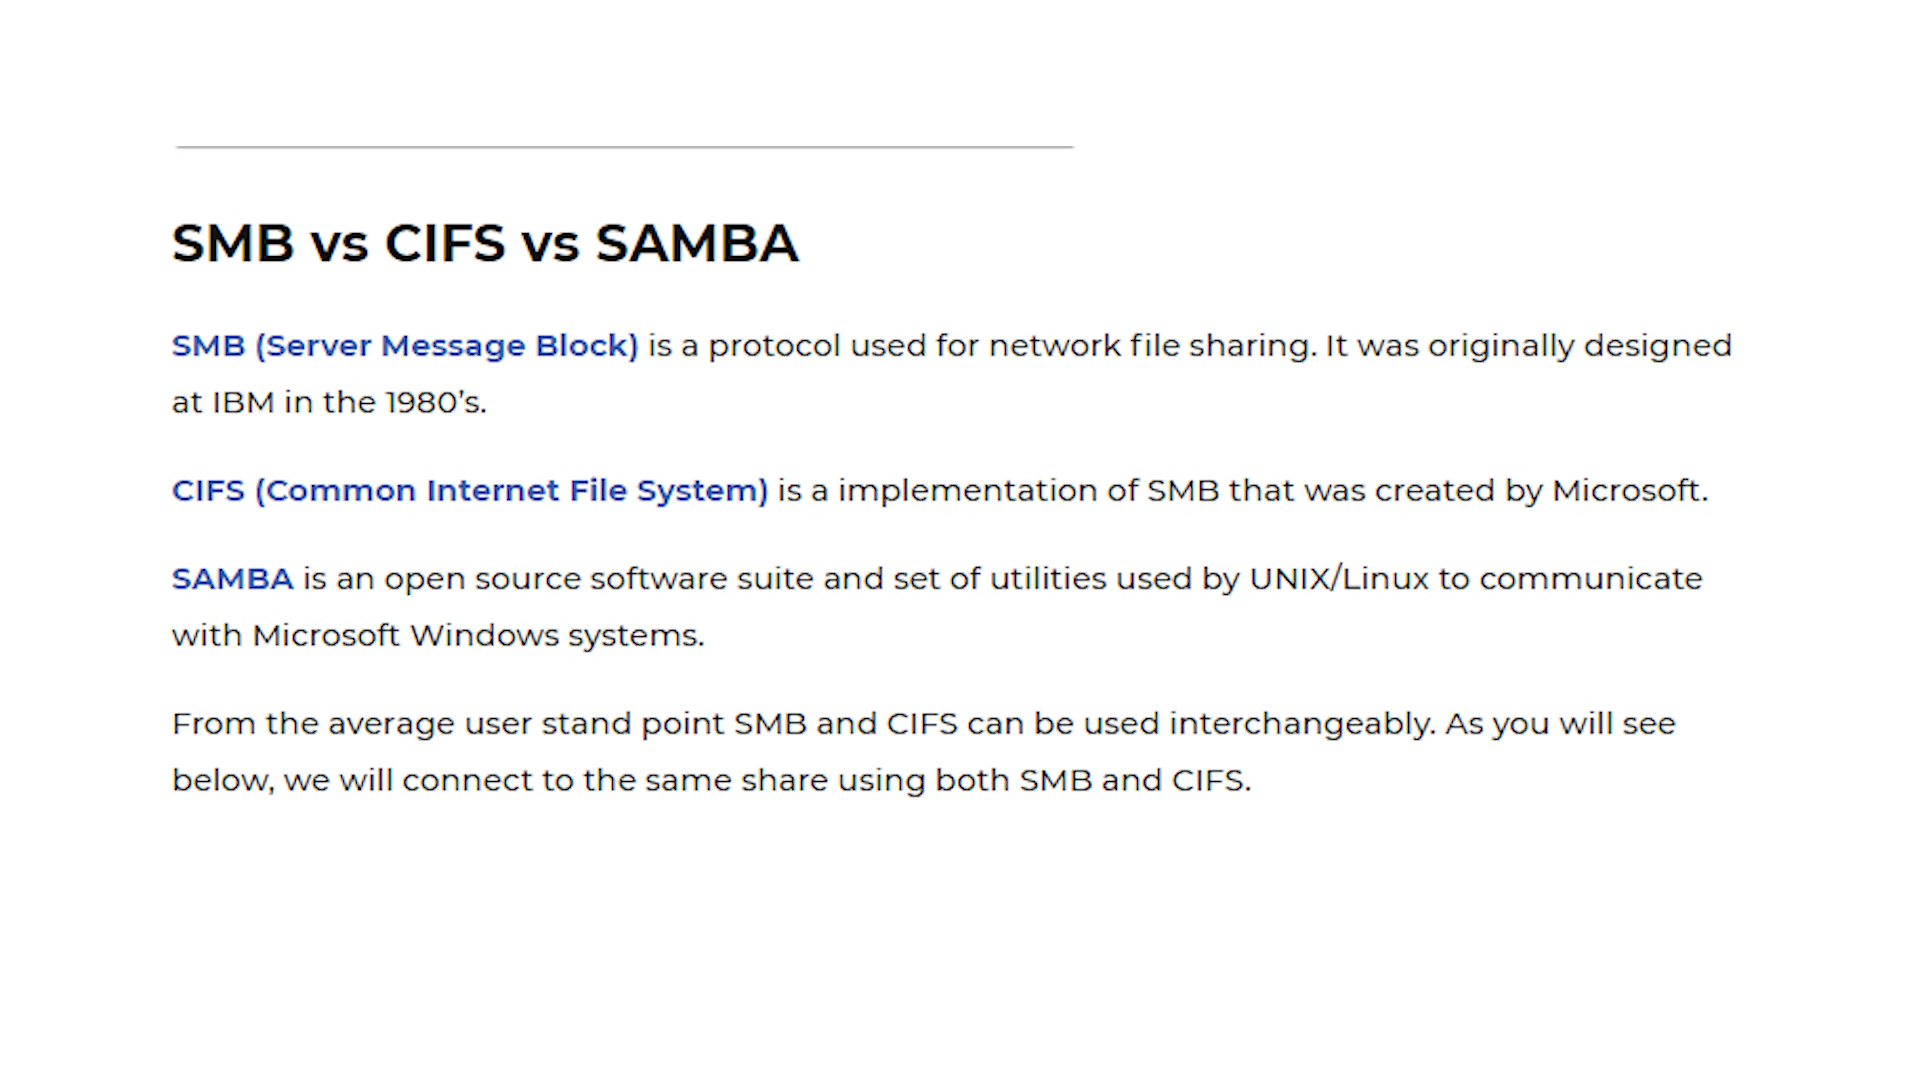 SMB vs CIFS vs SAMBA
SMB (Server Message Block) is a protocol used for network file sharing. It was originally designed
at IBM in the 1980’s.
CIFS (Common Internet File System) is a implementation of SMB that was created by Microsoft.
SAMBA is an open source software suite and set of utilities used by UNIX/Linux to communicate
with Microsoft Windows systems.
From the average user stand point SMB and CIFS can be used interchangeably. As you will see
below, we will connect to the same share using both SMB and CIFS.